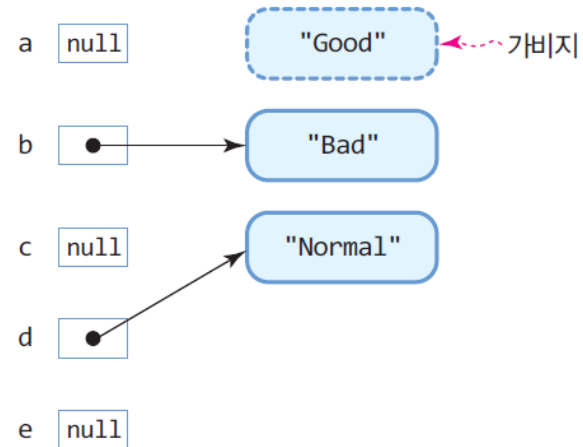 a null "Good" 가비지
b "Bad"
c null "Normal"
d
e null